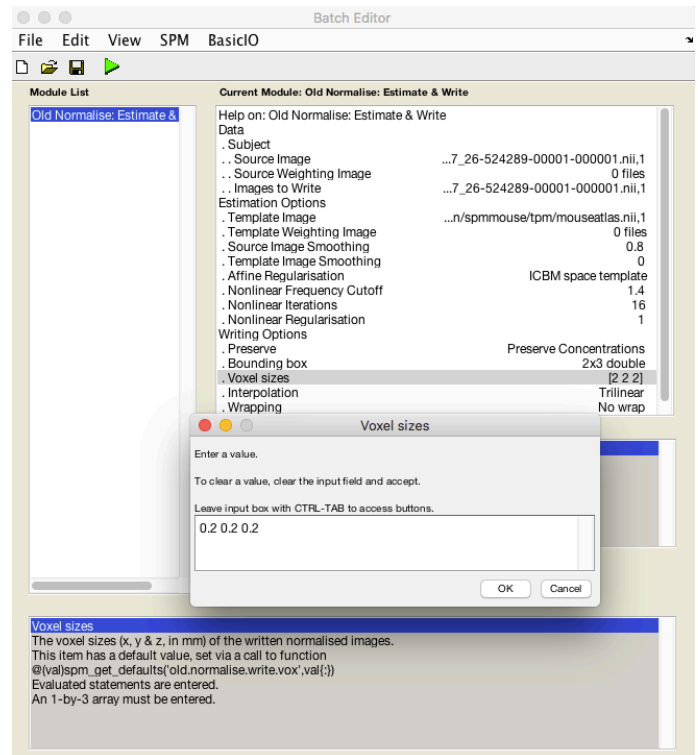 Batch Editor
File Edit View SPM BasicIO
Module List
Current Module: Old Normalise: Estimate & Write
Old Normalise: Estimate &
Help on: Old Normalise: Estimate & Write
Data
. Subject
. . Source Image ...7_26-524289-00001-000001.nii,1
. . Source Weighting Image 0 files
. . Images to Write ...7_26-524289-00001-000001.nii,1
Estimation Options
. Template Image ...n/spmmouse/tpm/mouseatlas.nii,1
. Template Weighting Image 0 files
. Source Image Smoothing 0.8
. Template Image Smoothing 0
. Affine Regularisation ICBM space template
. Nonlinear Frequency Cutoff 1.4
. Nonlinear Iterations 16
. Nonlinear Regularisation 1
Writing Options
. Preserve Preserve Concentrations
. Bounding box 2x3 double
. Voxel sizes [2 2 2]
. Interpolation Trilinear
. Wrapping No wrap
Voxel sizes
Enter a value.
To clear a value, clear the input field and accept.
Leave input box with CTRL-TAB to access buttons.
0.2 0.2 0.2
OK Cancel
Voxel sizes
The voxel sizes (x, y & z, in mm) of the written normalised images.
This item has a default value, set via a call to function
@(val)spm_get_defaults('old.normalise.write.vox',val{:})
Evaluated statements are entered.
An 1-by-3 array must be entered.